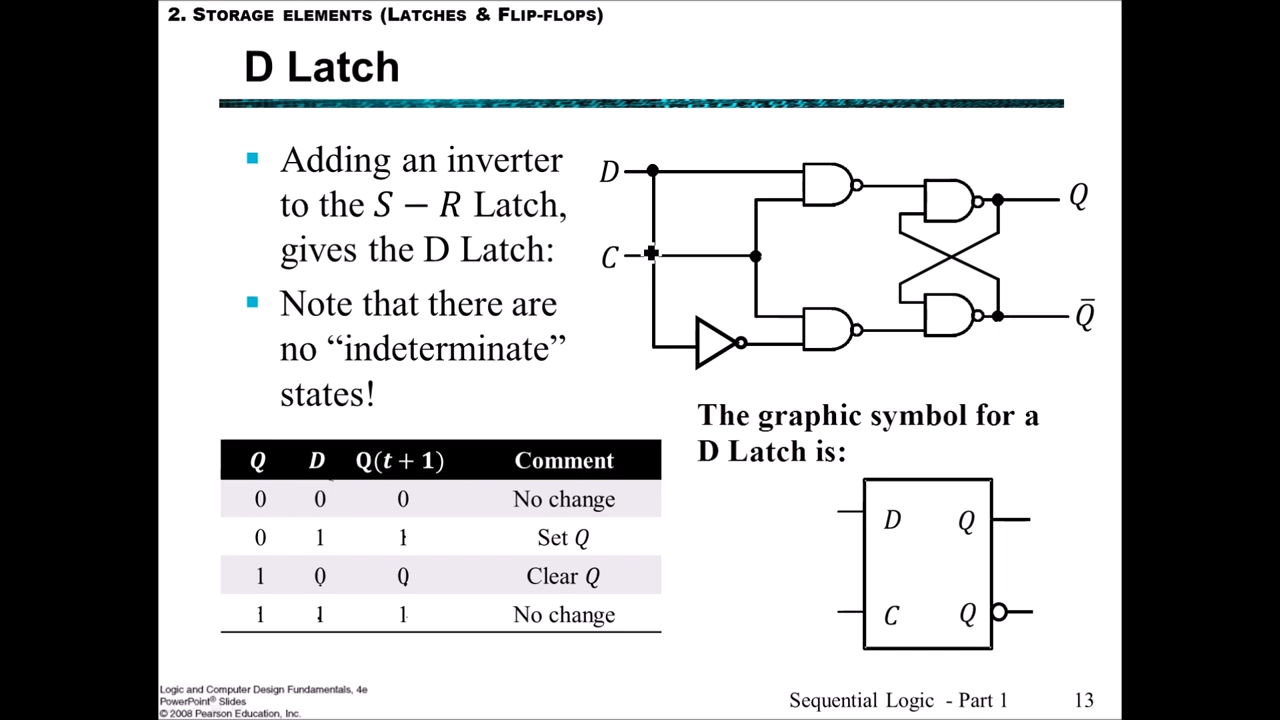 2. STORAGE ELEMENTS (LATCHES & FLIP-FLOPS)
D Latch
▪ Adding an inverter
to the S − R Latch,
gives the D Latch:
▪ Note that there are
no “indeterminate”
states!
D
C
Q
Q̄
The graphic symbol for a
D Latch is:
D Q
C Q
Q D Q(t + 1) Comment
0 0 0 No change
0 1 1 Set Q
1 0 0 Clear Q
1 1 1 No change
Logic and Computer Design Fundamentals, 4e
PowerPoint® Slides
© 2008 Pearson Education, Inc.
Sequential Logic - Part 1 13